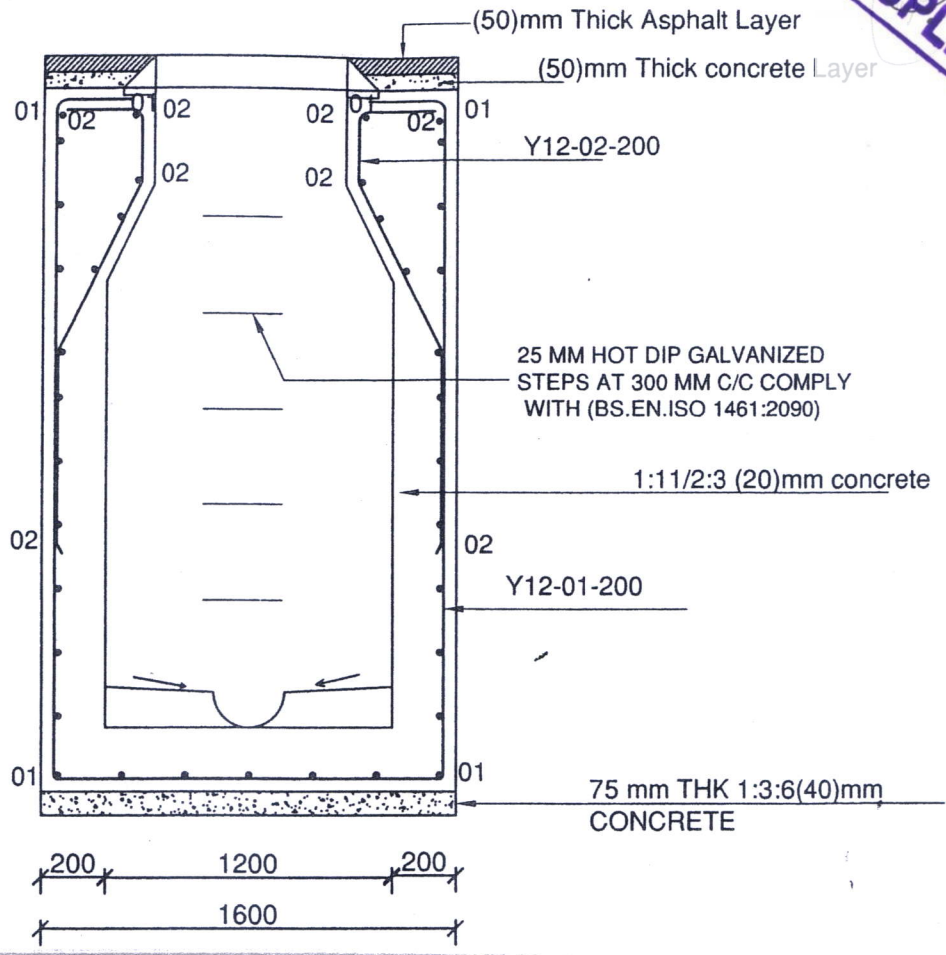 (50)mm Thick Asphalt Layer
(50)mm Thick concrete Layer
01 02 02 01
02 02
02 02
Y12-02-200
25 MM HOT DIP GALVANIZED
STEPS AT 300 MM C/C COMPLY
WITH (BS.EN.ISO 1461:2090)
1:11/2:3 (20)mm concrete
02 02
Y12-01-200
01 01
75 mm THK 1:3:6(40)mm
CONCRETE
200 1200 200
1600